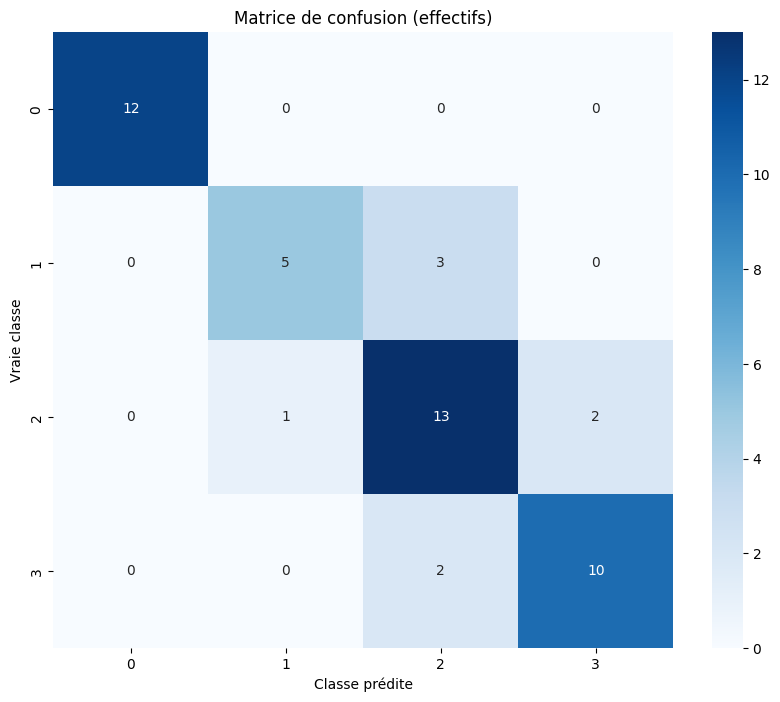 Matrice de confusion (effectifs)
0 12 0 0 0
1 0 5 3 0
2 0 1 13 2
3 0 0 2 10
0 1 2 3
Vraie classe
Classe prédite
12
10
8
6
4
2
0